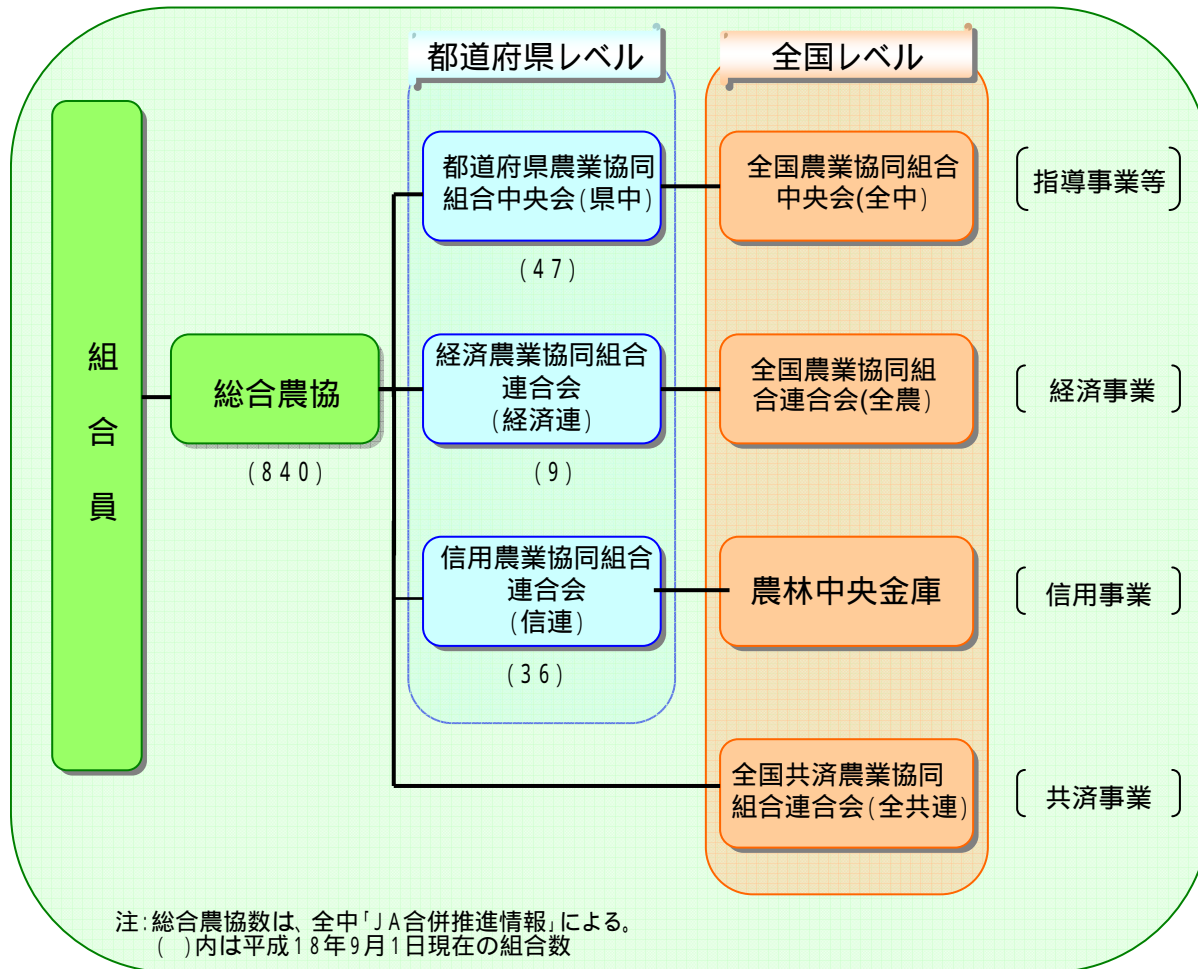 都道府県レベル
全国レベル
組
合
員
総合農協
(840)
都道府県農業協同
組合中央会(県中)
(47)
全国農業協同組合
中央会(全中)
指導事業等
経済農業協同組合
連合会
(経済連)
(9)
全国農業協同組
合連合会(全農)
経済事業
信用農業協同組合
連合会
(信連)
(36)
農林中央金庫
信用事業
全国共済農業協同
組合連合会(全共連)
共済事業
注:総合農協数は、全中「JA合併推進情報」による。
( )内は平成18年9月1日現在の組合数